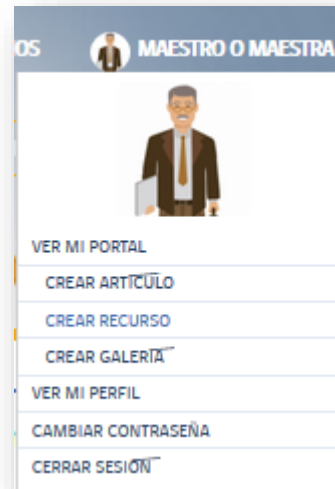 OS MAESTRO O MAESTRA
VER MI PORTAL
CREAR ARTÍCULO
CREAR RECURSO
CREAR GALERÍA
VER MI PERFIL
CAMBIAR CONTRASEÑA
CERRAR SESIÓN